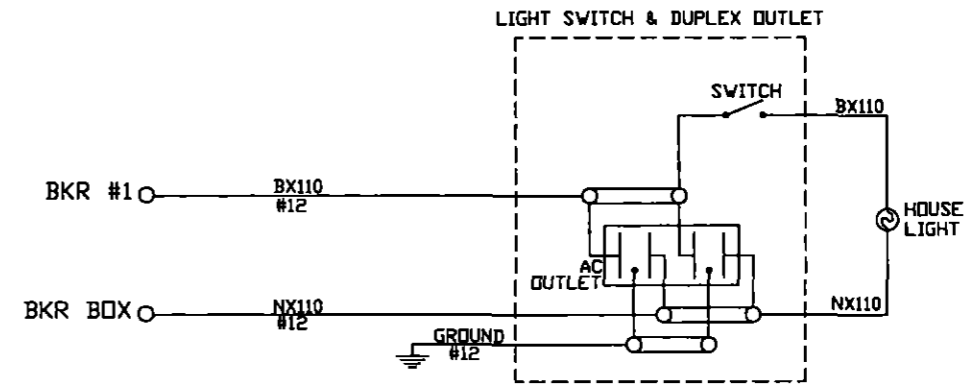 LIGHT SWITCH & DUPLEX OUTLET
SWITCH
BX110
BKR #1
BX110
#12
HOUSE
LIGHT
AC
OUTLET
BKR BOX
NX110
#12
NX110
GROUND
#12